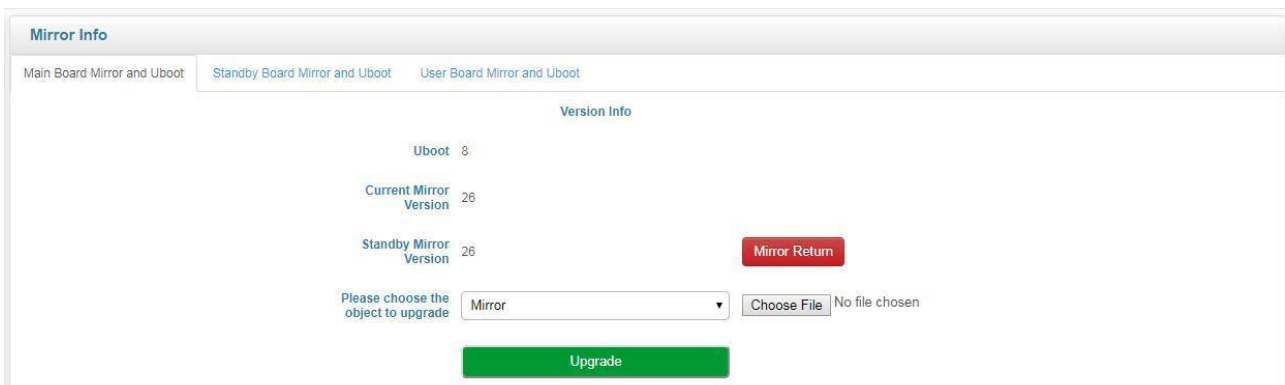 Mirror Info
Main Board Mirror and Uboot Standby Board Mirror and Uboot User Board Mirror and Uboot
Version Info
Uboot 8
Current Mirror
Version 26
Standby Mirror
Version 26 Mirror Return
Please choose the
object to upgrade Mirror Choose File No file chosen
Upgrade